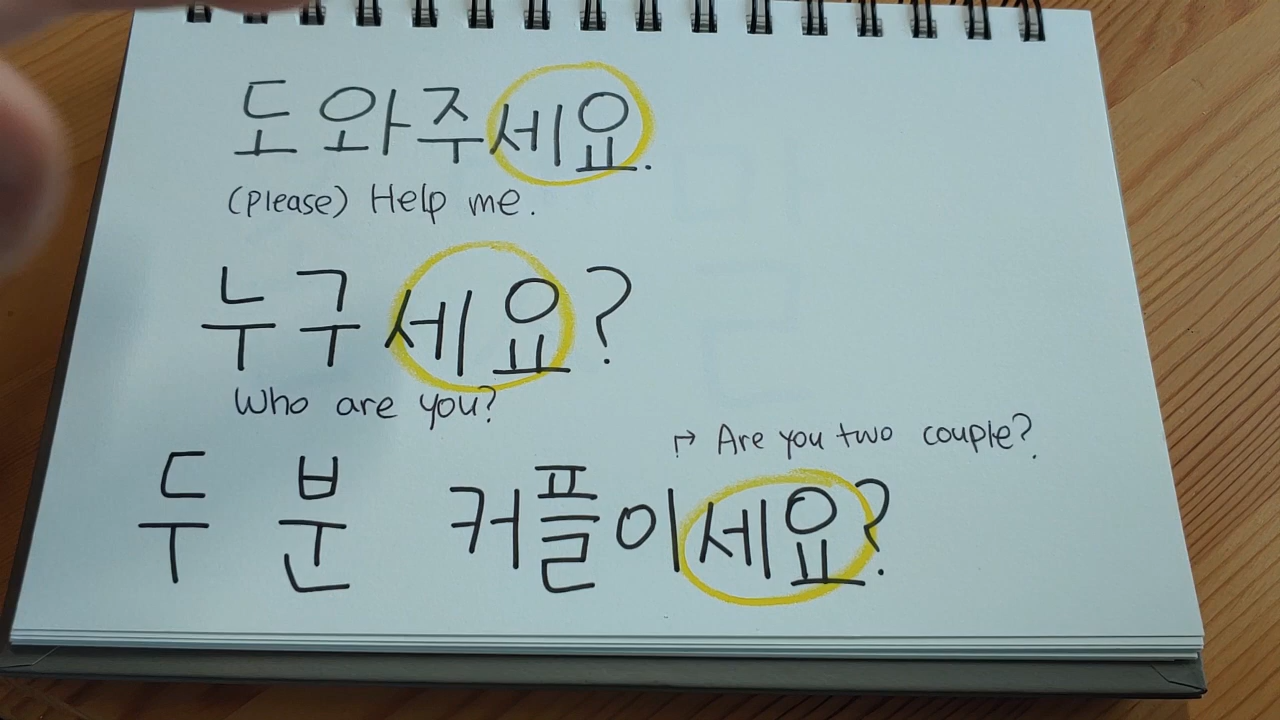 도와주세요.
(please) Help me.
누구세요?
Who are you?
↱ Are you two couple?
두 분 커플이세요?